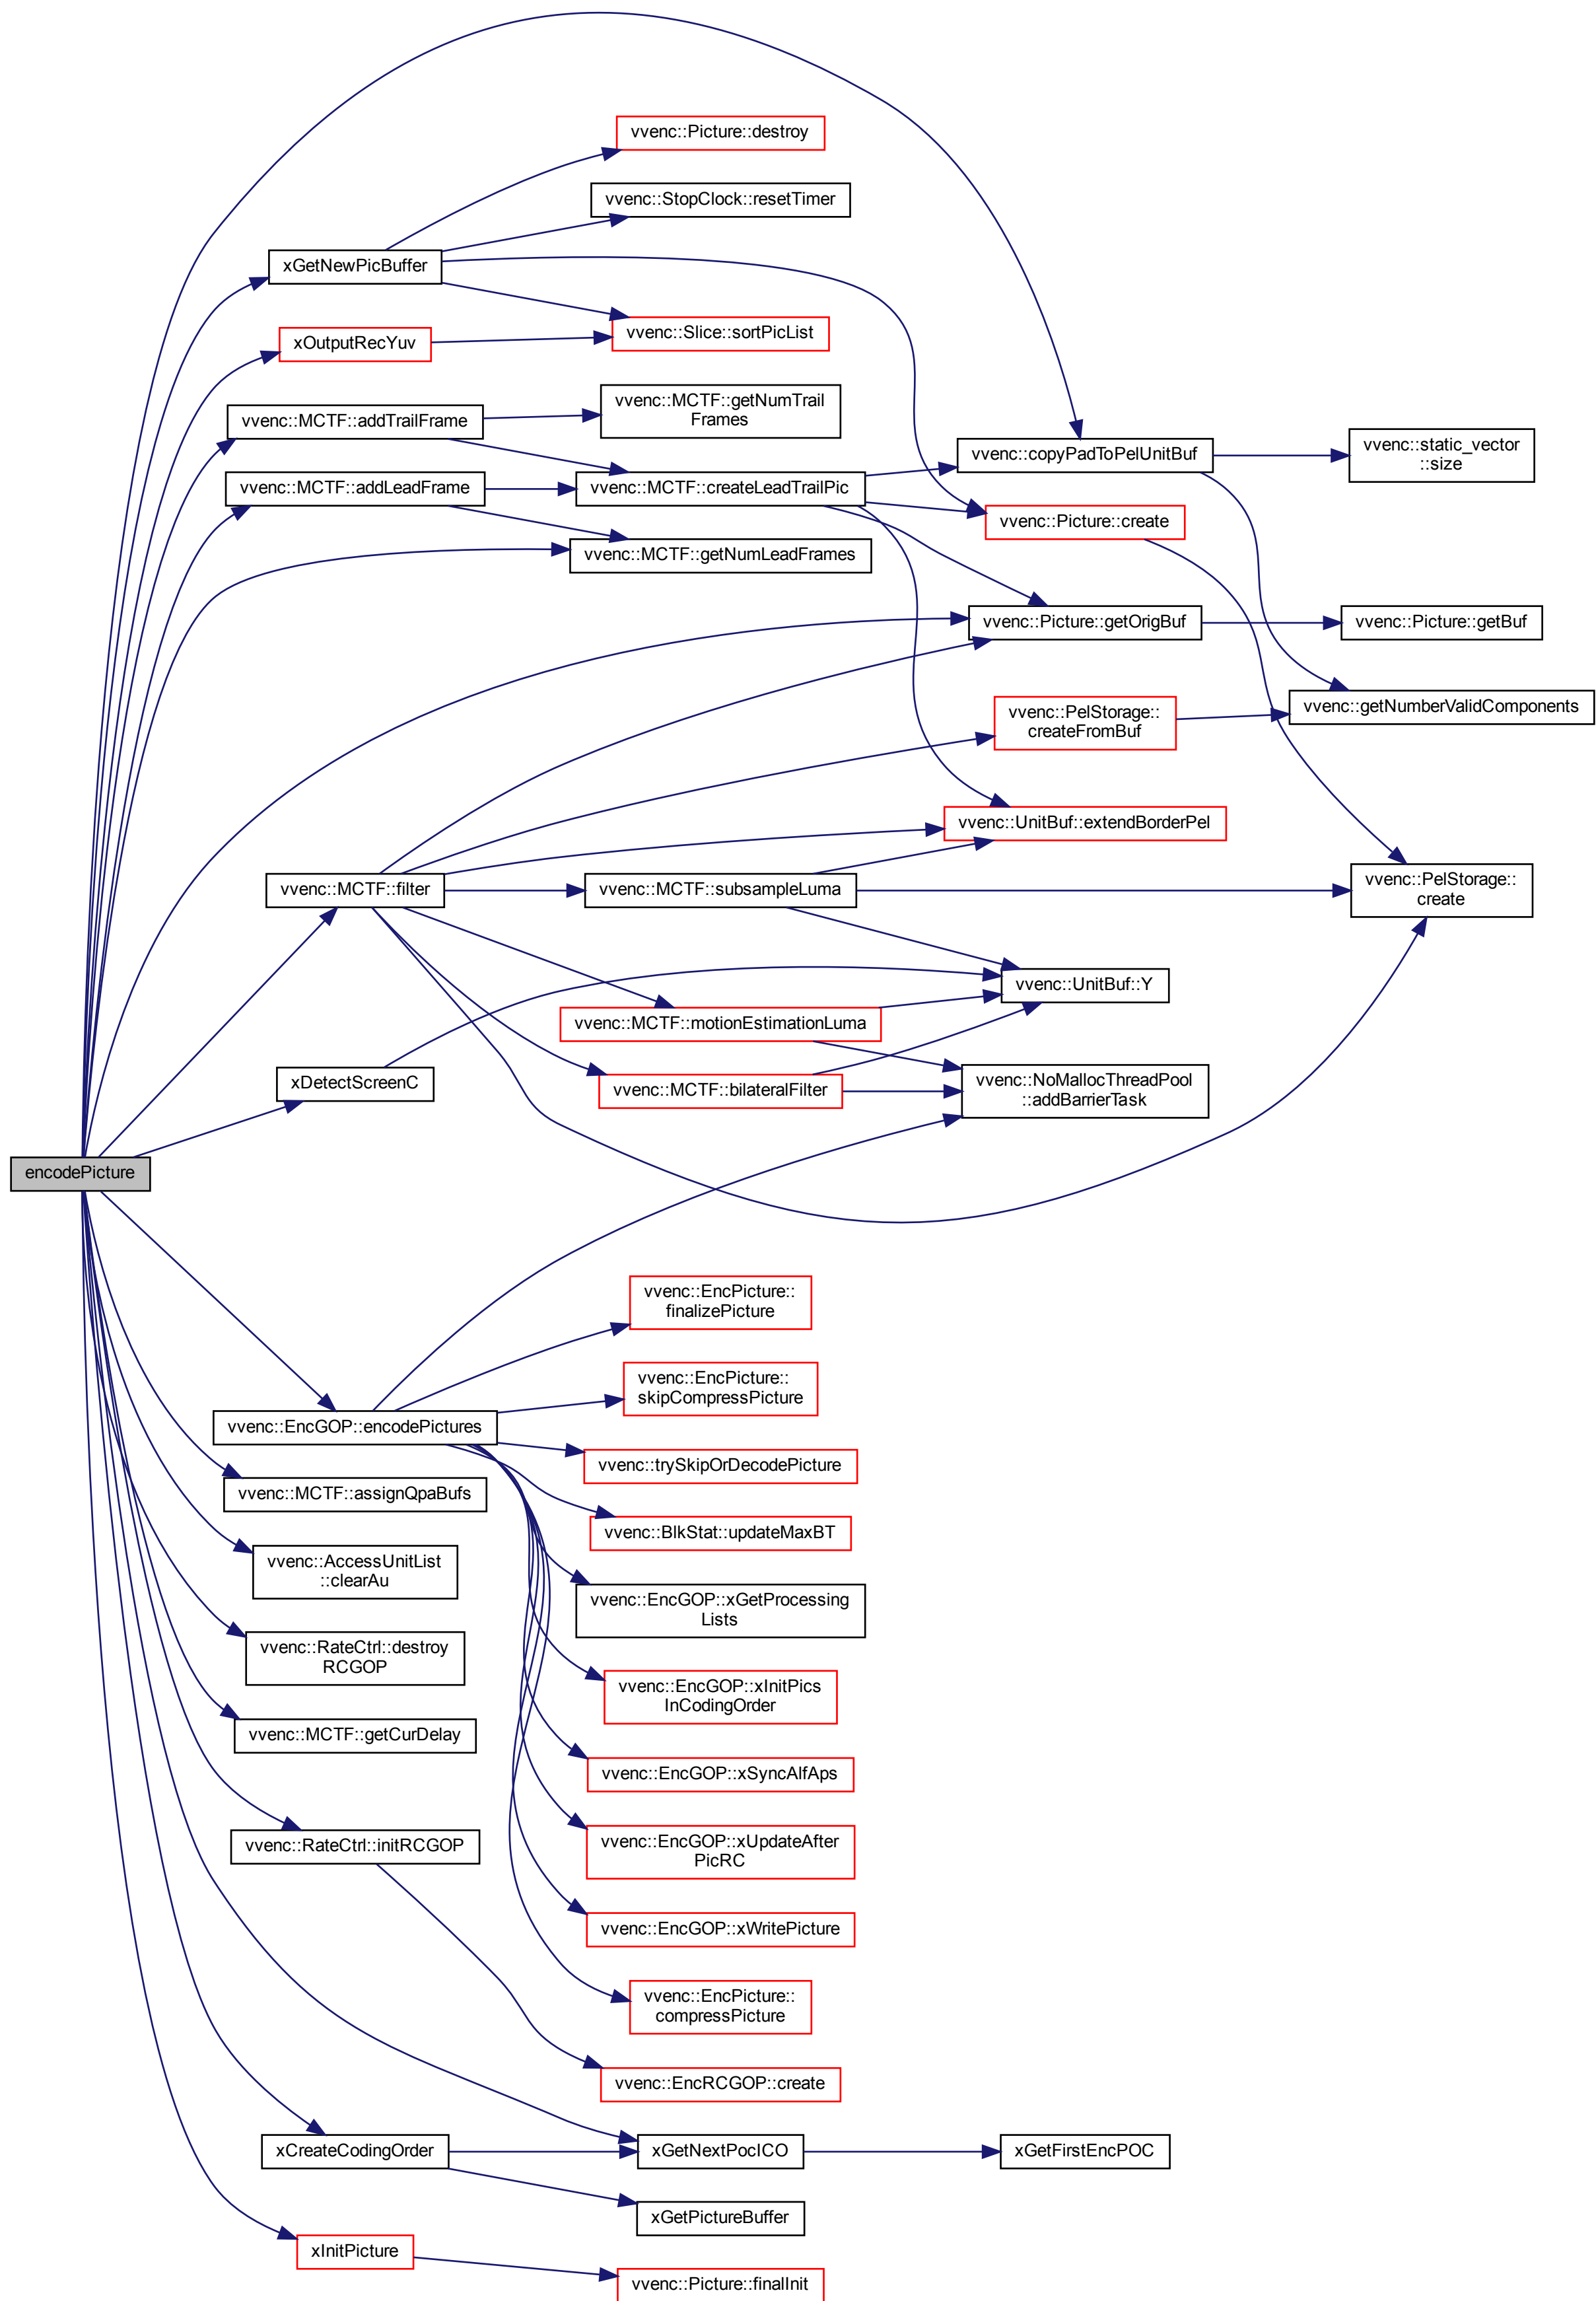 vvenc::Picture::destroy
vvenc::StopClock::resetTimer
xGetNewPicBuffer
vvenc::Slice::sortPicList
xOutputRecYuv
vvenc::MCTF::getNumTrail
Frames
vvenc::MCTF::addTrailFrame
vvenc::copyPadToPelUnitBuf
vvenc::static_vector
::size
vvenc::MCTF::addLeadFrame
vvenc::MCTF::createLeadTrailPic
vvenc::Picture::create
vvenc::MCTF::getNumLeadFrames
vvenc::Picture::getOrigBuf
vvenc::Picture::getBuf
vvenc::PelStorage::
createFromBuf
vvenc::getNumberValidComponents
vvenc::UnitBuf::extendBorderPel
vvenc::MCTF::filter
vvenc::MCTF::subsampleLuma
vvenc::PelStorage::
create
vvenc::UnitBuf::Y
vvenc::MCTF::motionEstimationLuma
xDetectScreenC
vvenc::MCTF::bilateralFilter
vvenc::NoMallocThreadPool
::addBarrierTask
encodePicture
vvenc::EncPicture::
finalizePicture
vvenc::EncPicture::
skipCompressPicture
vvenc::EncGOP::encodePictures
vvenc::trySkipOrDecodePicture
vvenc::MCTF::assignQpaBufs
vvenc::BlkStat::updateMaxBT
vvenc::AccessUnitList
::clearAu
vvenc::EncGOP::xGetProcessing
Lists
vvenc::RateCtrl::destroy
RCGOP
vvenc::EncGOP::xInitPics
InCodingOrder
vvenc::MCTF::getCurDelay
vvenc::EncGOP::xSyncAlfAps
vvenc::RateCtrl::initRCGOP
vvenc::EncGOP::xUpdateAfter
PicRC
vvenc::EncGOP::xWritePicture
vvenc::EncPicture::
compressPicture
vvenc::EncRCGOP::create
xCreateCodingOrder
xGetNextPocICO
xGetFirstEncPOC
xGetPictureBuffer
xInitPicture
vvenc::Picture::finalInit